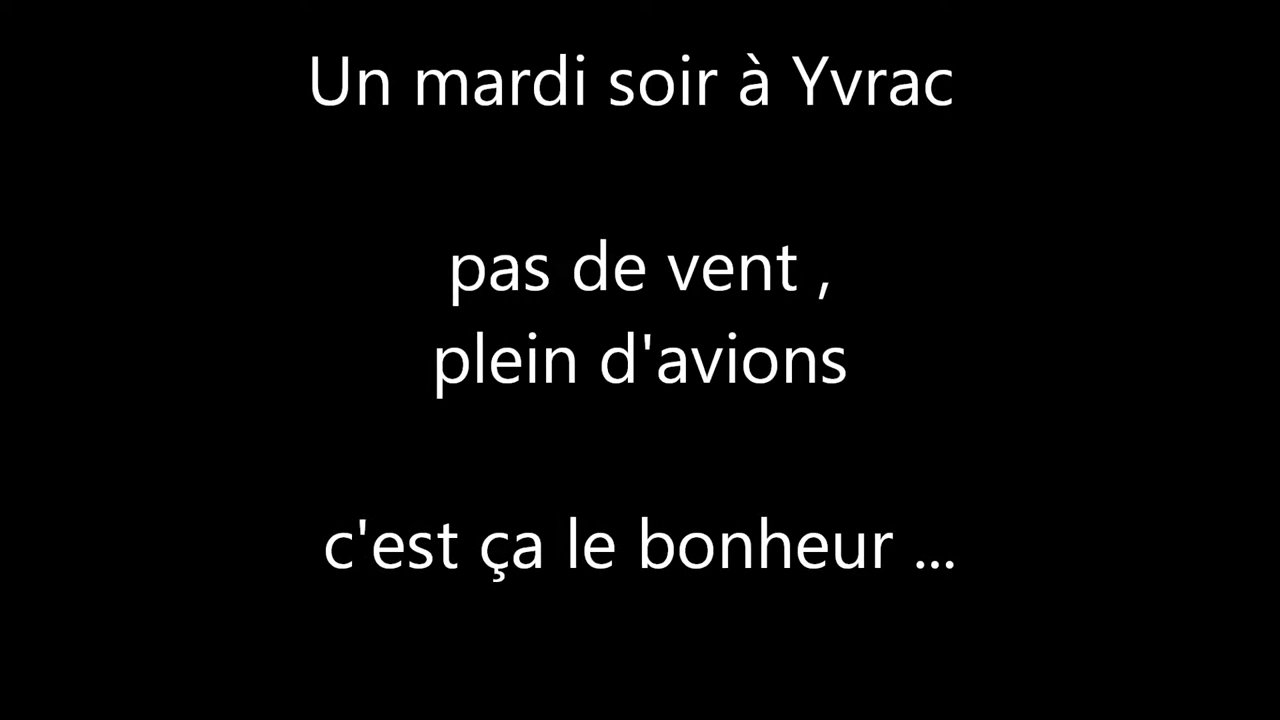 Un mardi soir à Yvrac
pas de vent ,
plein d'avions
c'est ça le bonheur ...